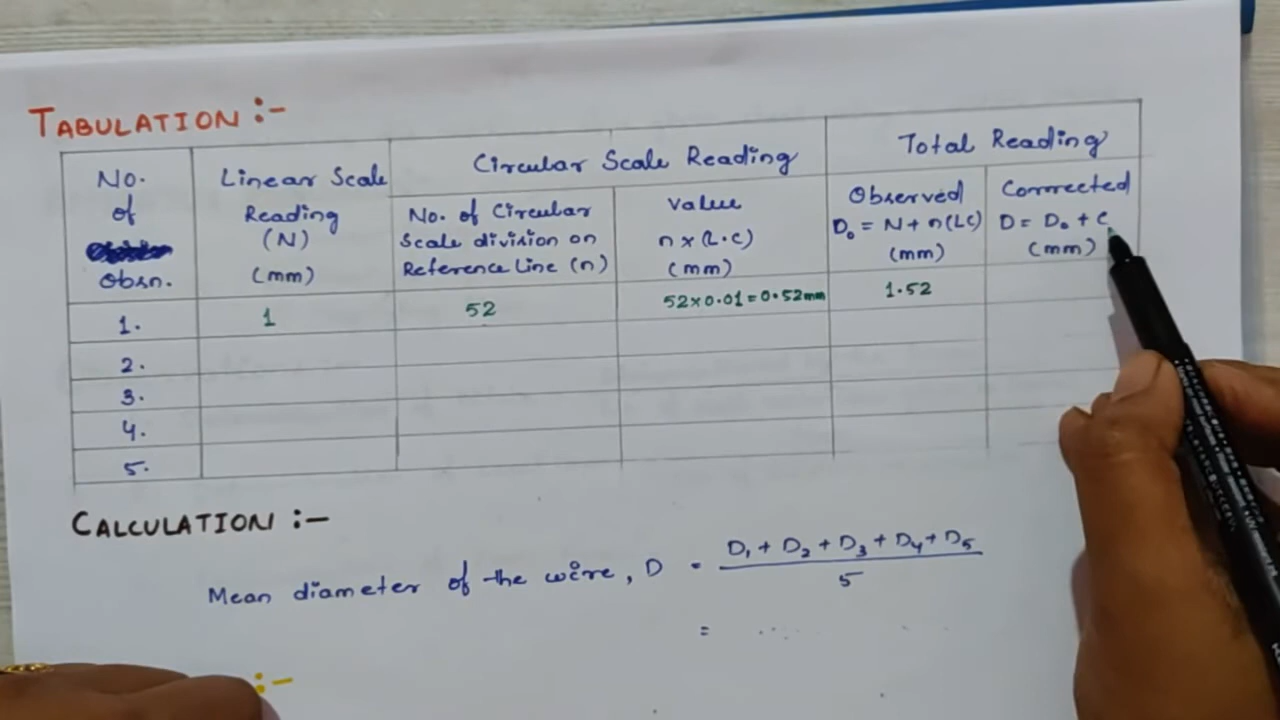 TABULATION :-
No.
of
Obsn.
Linear Scale
Reading
(N)
(mm)
Circular Scale Reading
No. of Circular
Scale division on
Reference Line (n)
Value
n x (L.C)
(mm)
Total Reading
Observed
D₀ = N + n(LC)
(mm)
Corrected
D = D₀ + C
(mm)
1.
1
52
52 x 0.01 = 0.52mm
1.52
2.
3.
4.
5.
CALCULATION :-
Mean diameter of the wire, D = D₁ + D₂ + D₃ + D₄ + D₅
5
=
:-